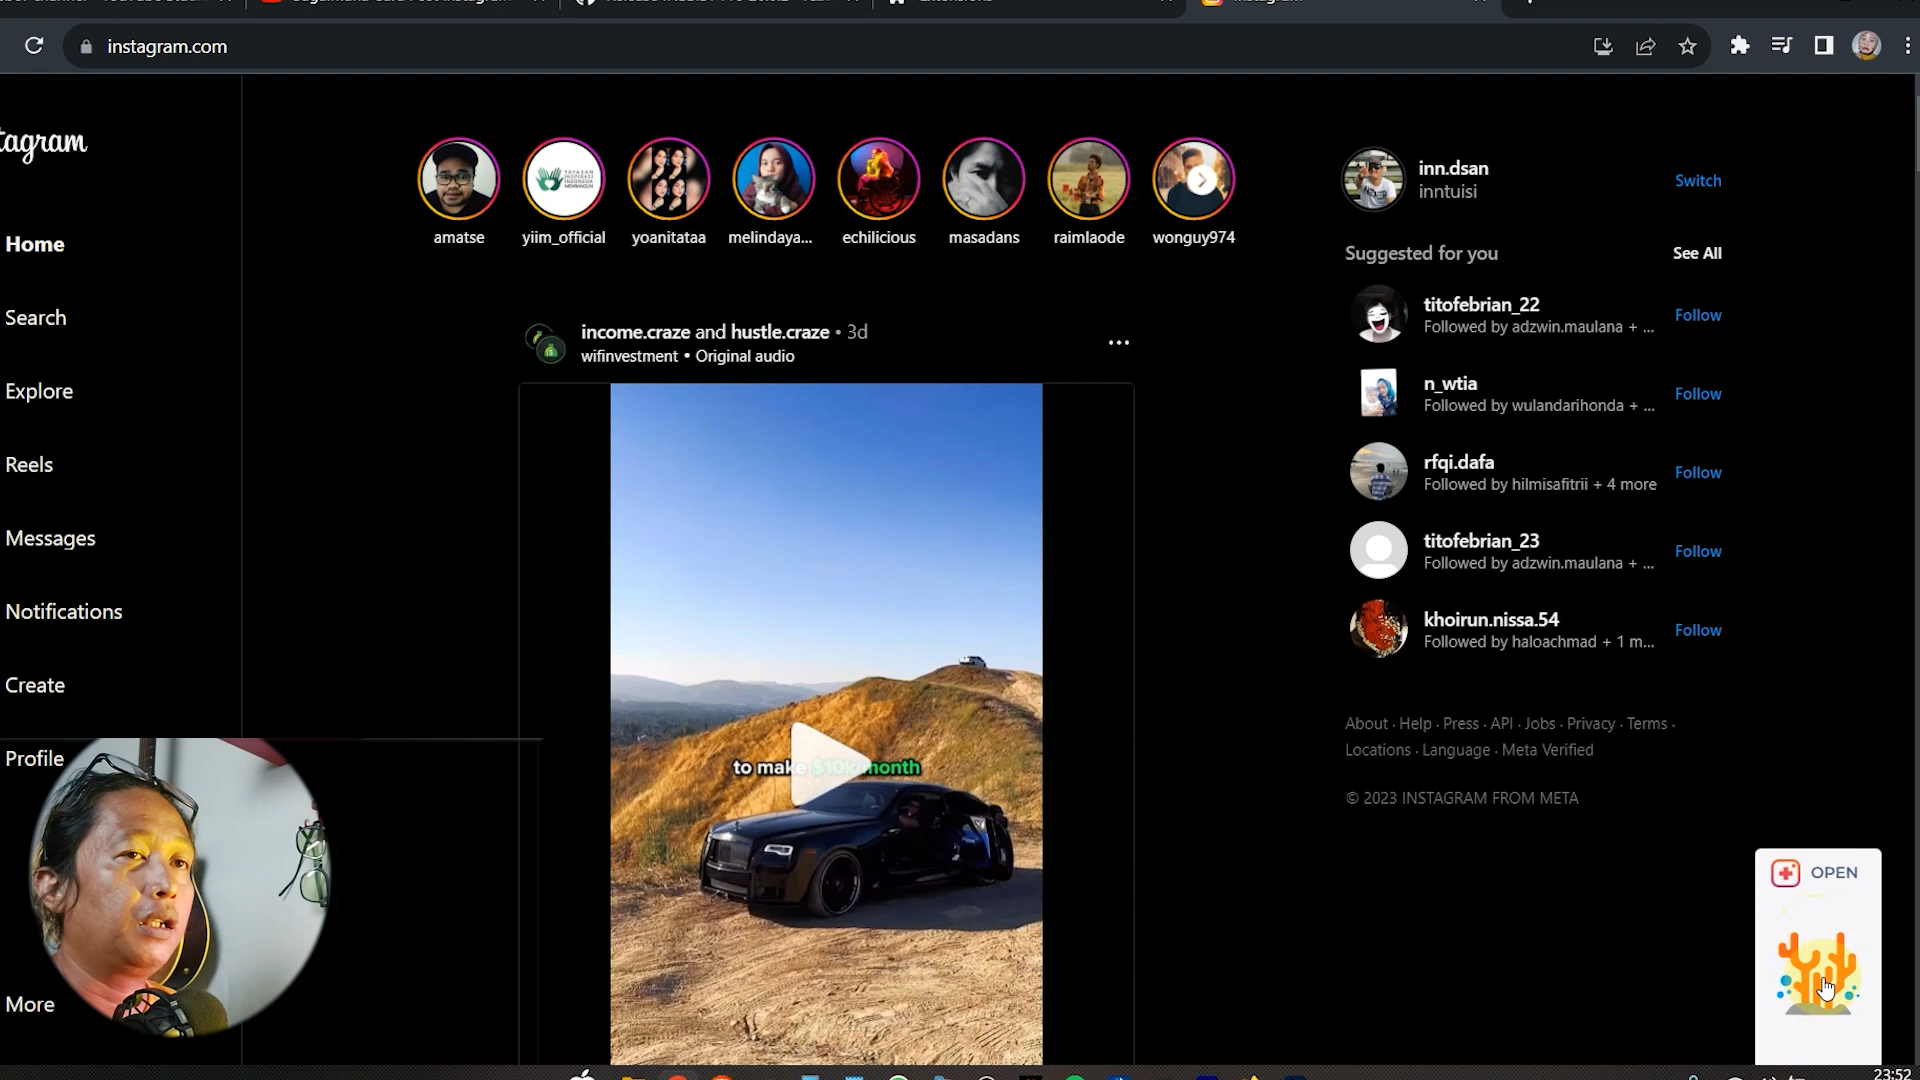 instagram.com
tagram
Home
Search
Explore
Reels
Messages
Notifications
Create
Profile
More
amatse
yiim_official
yoanitataa
melindaya...
echilicious
masadans
raimlaode
wonguy974
income.craze and hustle.craze • 3d
wifinvestment • Original audio
to make $10k/month
inn.dsan
inntuisi
Switch
Suggested for you
See All
titofebrian_22
Followed by adzwin.maulana + ...
Follow
n_wtia
Followed by wulandarihonda + ...
Follow
rfqi.dafa
Followed by hilmisafitrii + 4 more
Follow
titofebrian_23
Followed by adzwin.maulana + ...
Follow
khoirun.nissa.54
Followed by haloachmad + 1 m...
Follow
About · Help · Press · API · Jobs · Privacy · Terms ·
Locations · Language · Meta Verified
© 2023 INSTAGRAM FROM META
OPEN
23:52